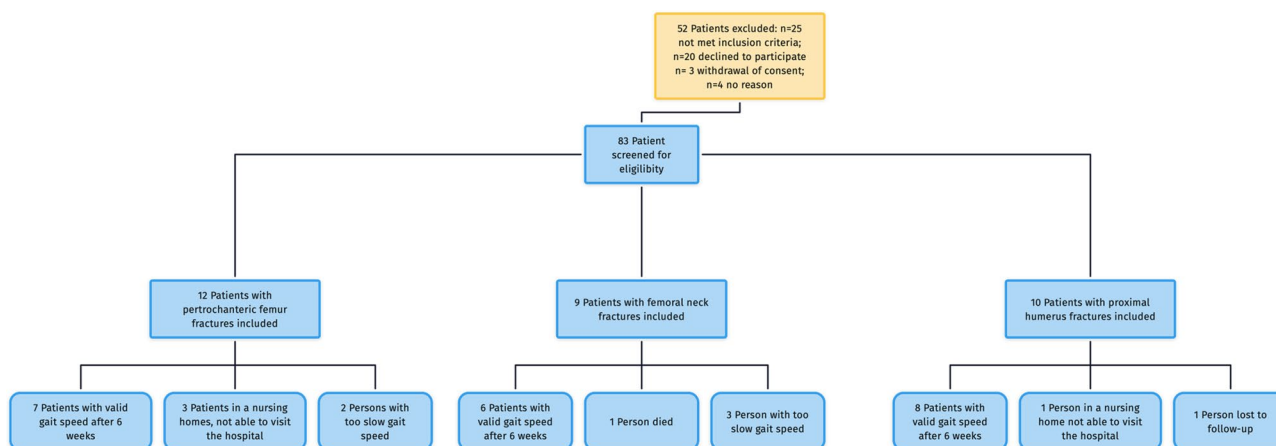 52 Patients excluded: n=25
not met inclusion criteria;
n=20 declined to participate
n= 3 withdrawal of consent;
n=4 no reason
83 Patient
screened for
eligilibity
12 Patients with
pertrochanteric femur
fractures included
9 Patients with femoral neck
fractures included
10 Patients with proximal
humerus fractures included
7 Patients with valid
gait speed after 6
weeks
3 Patients in a nursing
homes, not able to visit
the hospital
2 Persons with
too slow gait
speed
6 Patients with
valid gait speed
after 6 weeks
1 Person died
3 Person with too
slow gait speed
8 Patients with
valid gait speed
after 6 weeks
1 Person in a nursing
home not able to visit
the hospital
1 Person lost to
follow-up